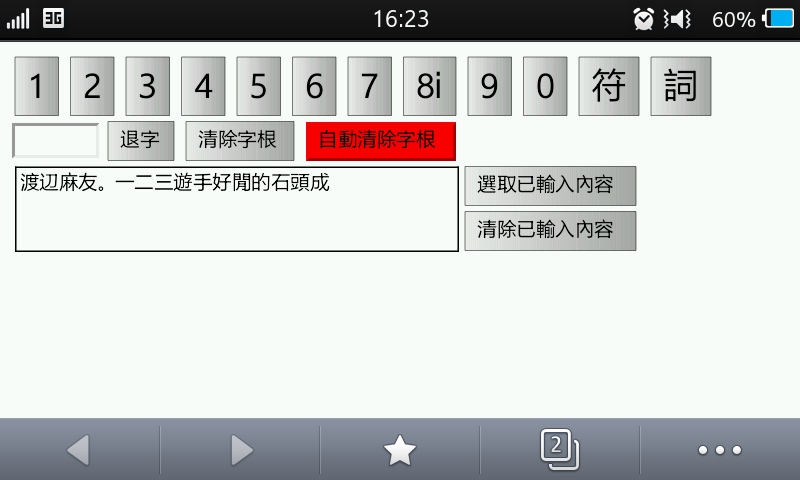 3G 16:23 60%
1 2 3 4 5 6 7 8i 9 0 符 詞
退字 清除字根 自動清除字根
渡辺麻友。一二三遊手好閒的石頭成
選取已輸入內容
清除已輸入內容
2